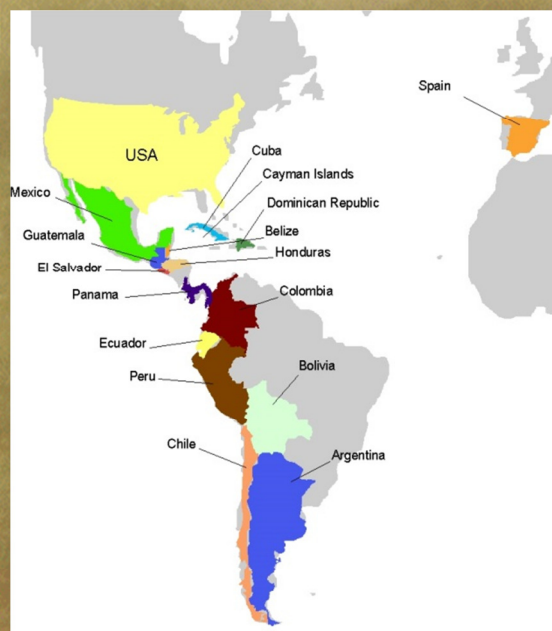 Spain
USA
Cuba
Cayman Islands
Mexico
Dominican Republic
Guatemala
Belize
Honduras
El Salvador
Panama
Colombia
Ecuador
Bolivia
Peru
Chile
Argentina